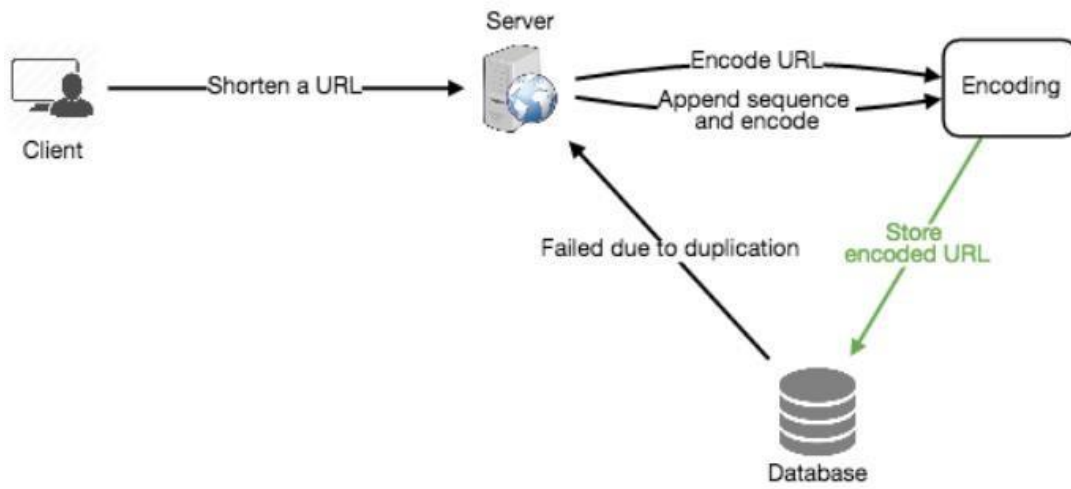 Server
Encode URL
Shorten a URL
Append sequence
and encode
Encoding
Client
Failed due to duplication
Store
encoded URL
Database